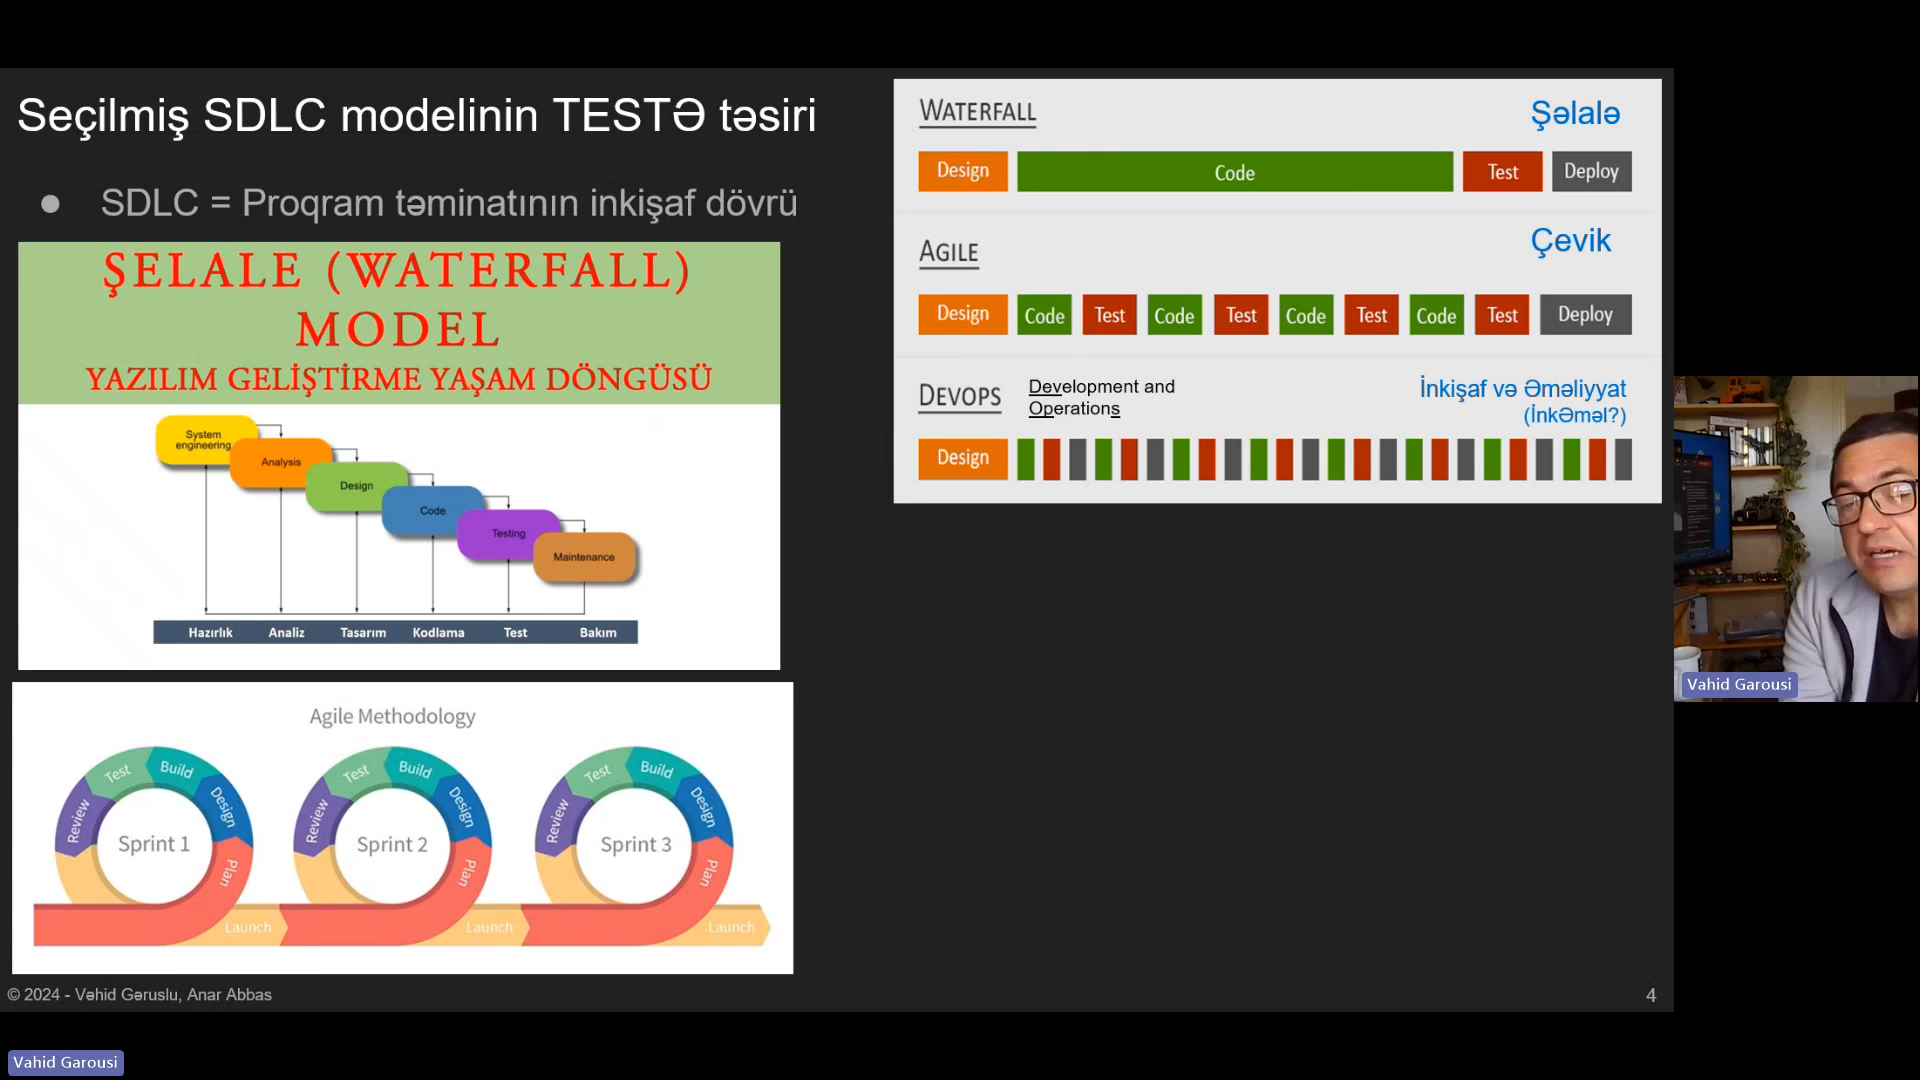 Seçilmiş SDLC modelinin TESTƏ təsiri
● SDLC = Proqram təminatının inkişaf dövrü
ŞELALE (WATERFALL)
MODEL
YAZILIM GELİŞTİRME YAŞAM DÖNGÜSÜ
System
engineering
Analysis
Design
Code
Testing
Maintenance
Hazırlık Analiz Tasarım Kodlama Test Bakım
Agile Methodology
Review Test Build Design Plan
Sprint 1
Launch
Review Test Build Design Plan
Sprint 2
Launch
Review Test Build Design Plan
Sprint 3
Launch
WATERFALL Şəlalə
Design Code Test Deploy
AGILE Çevik
Design Code Test Code Test Code Test Code Test Deploy
DEVOPS
Development and
Operations
İnkişaf və Əməliyyat
(İnkƏməl?)
Design
© 2024 - Vəhid Gəruslu, Anar Abbas
4
Vahid Garousi
Vahid Garousi